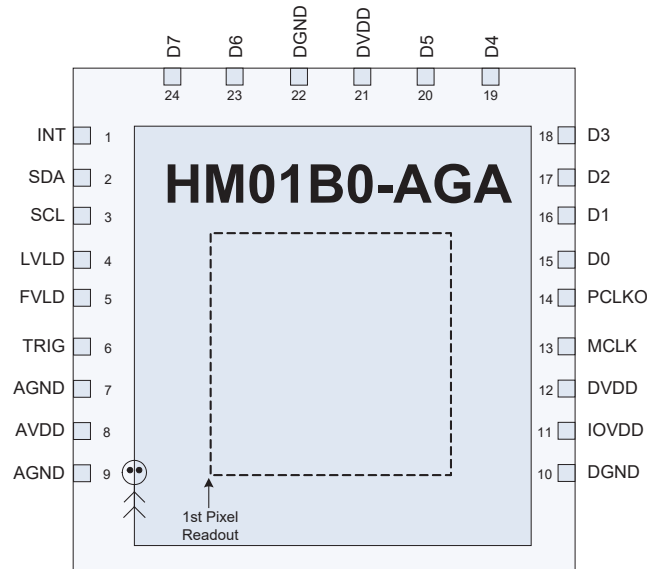 D7 D6 DGND DVDD D5 D4
24 23 22 21 20 19
INT 1 18 D3
HM01B0-AGA
SDA 2 17 D2
SCL 3 16 D1
LVLD 4 15 D0
FVLD 5 14 PCLKO
TRIG 6 13 MCLK
AGND 7 12 DVDD
AVDD 8 11 IOVDD
AGND 9 10 DGND
1st Pixel
Readout